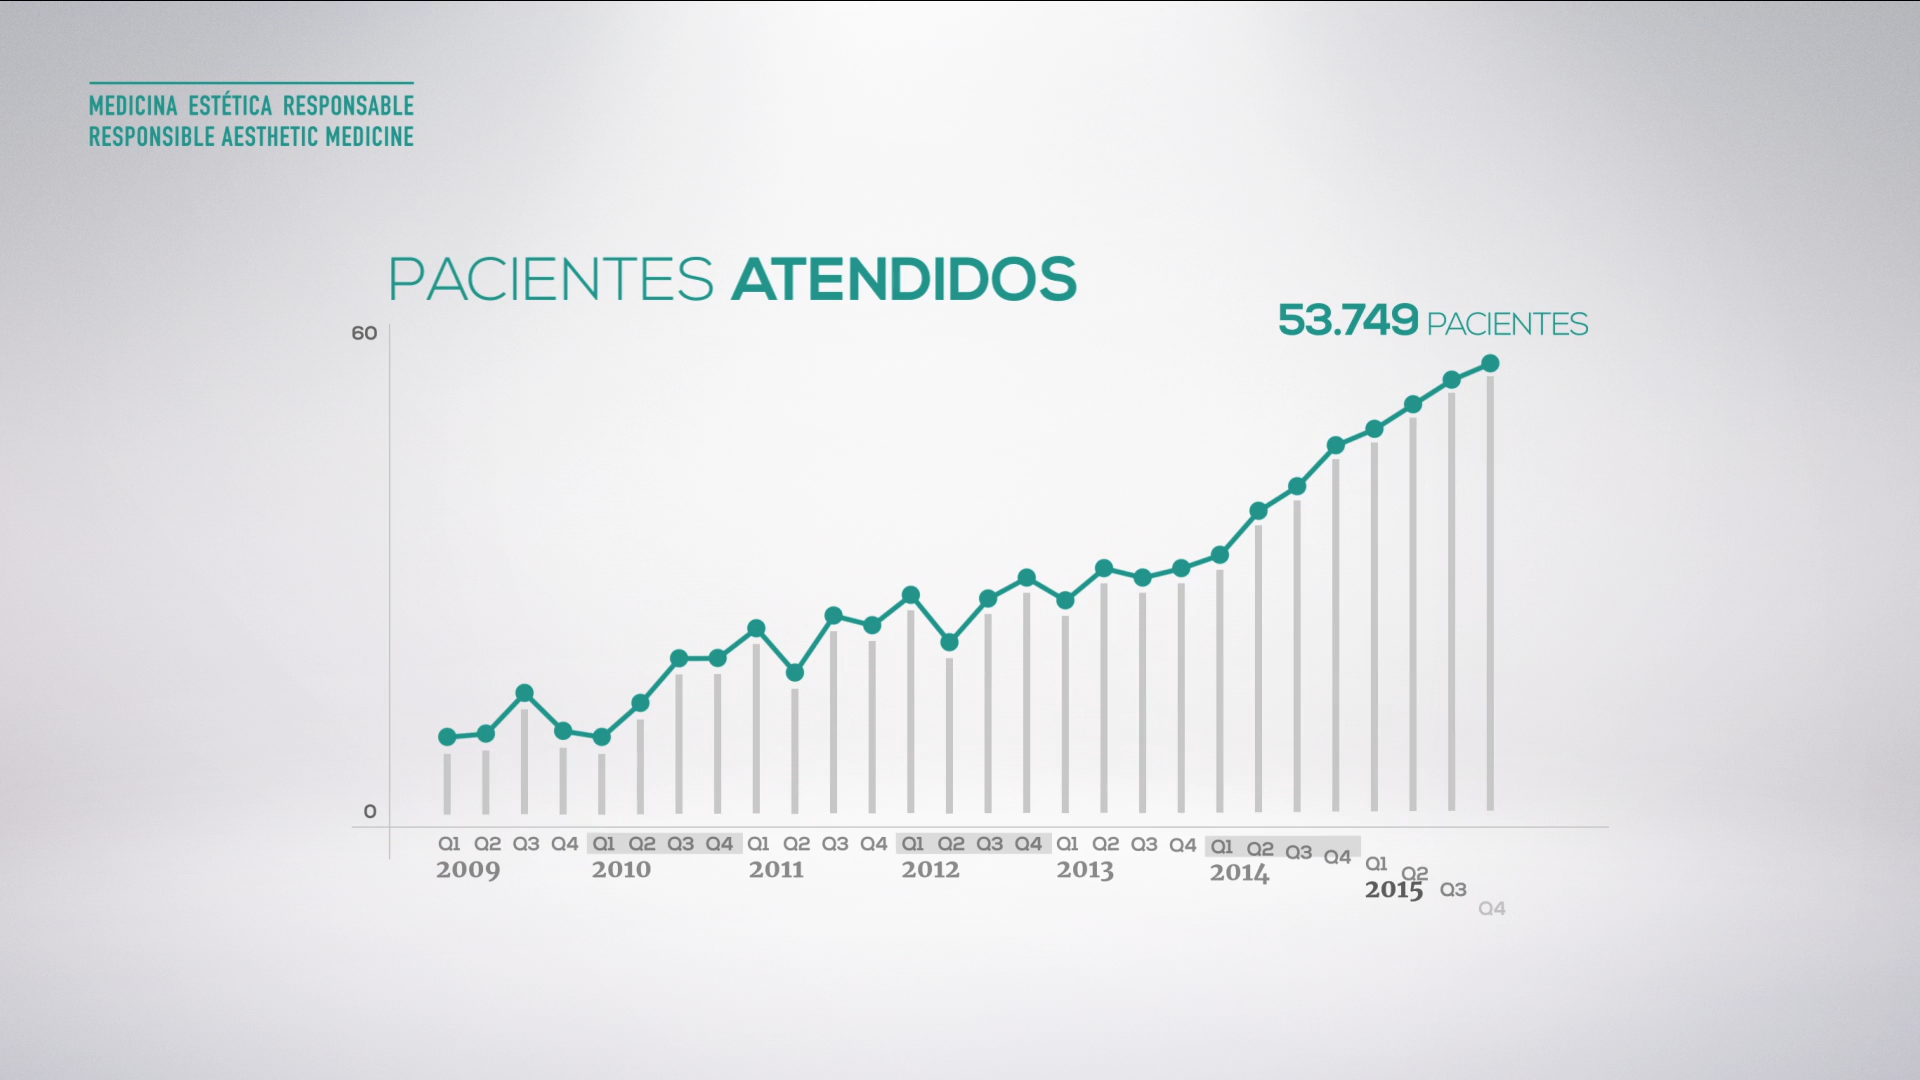 MEDICINA ESTÉTICA RESPONSABLE
RESPONSIBLE AESTHETIC MEDICINE
PACIENTES ATENDIDOS
53.749 PACIENTES
60
0
Q1 Q2 Q3 Q4 Q1 Q2 Q3 Q4 Q1 Q2 Q3 Q4 Q1 Q2 Q3 Q4 Q1 Q2 Q3 Q4 Q1 Q2 Q3 Q4 Q1 Q2 Q3 Q4
2009 2010 2011 2012 2013 2014 2015